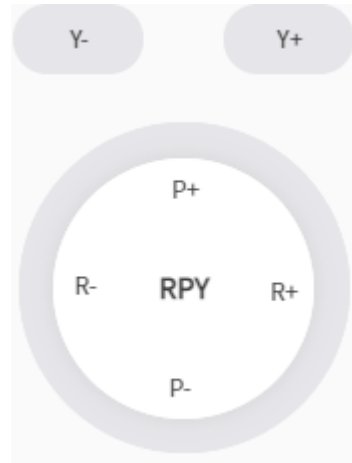 Y- Y+
P+
R- RPY R+
P-